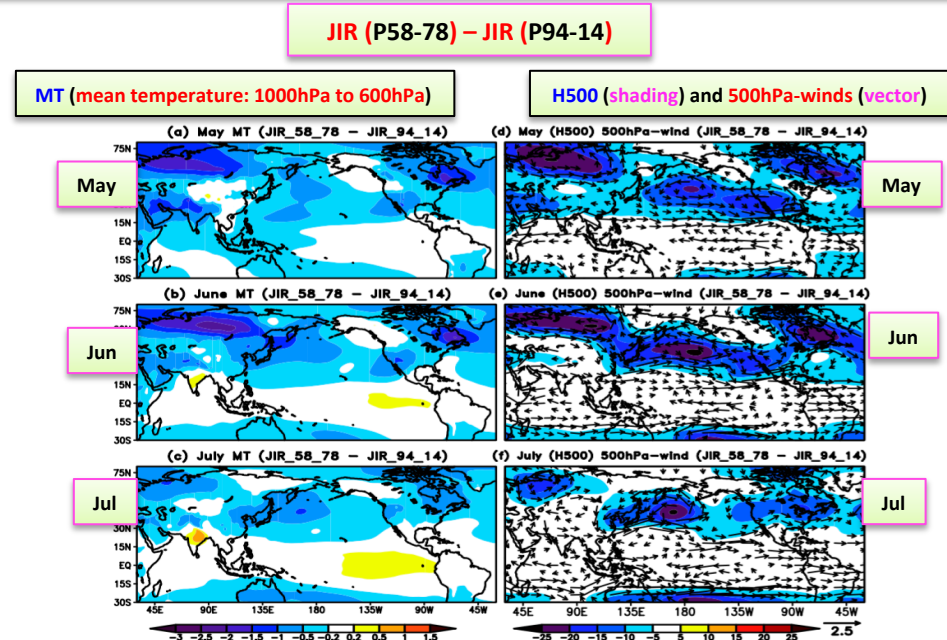 JIR (P58-78) – JIR (P94-14)
MT (mean temperature: 1000hPa to 600hPa)
H500 (shading) and 500hPa-winds (vector)
(a) May MT (JIR_58_78 − JIR_94_14)
(d) May (H500) 500hPa−wind (JIR_58_78 − JIR_94_14)
May
May
75N
30N
15N
EQ
15S
30S
(b) June MT (JIR_58_78 − JIR_94_14)
(e) June (H500) 500hPa−wind (JIR_58_78 − JIR_94_14)
Jun
Jun
75N
30N
15N
EQ
15S
30S
(c) July MT (JIR_58_78 − JIR_94_14)
(f) July (H500) 500hPa−wind (JIR_58_78 − JIR_94_14)
Jul
Jul
75N
45N
30N
15N
EQ
15S
30S
45E 90E 135E 180 135W 90W 45W
45E 90E 135E 180 135W 90W 45W
−3 −2.5 −2 −1.5 −1 −0.5 −0.2 0.2 0.5 1 1.5
−25 −20 −15 −10 −5 5 10 15 20 25
2.5